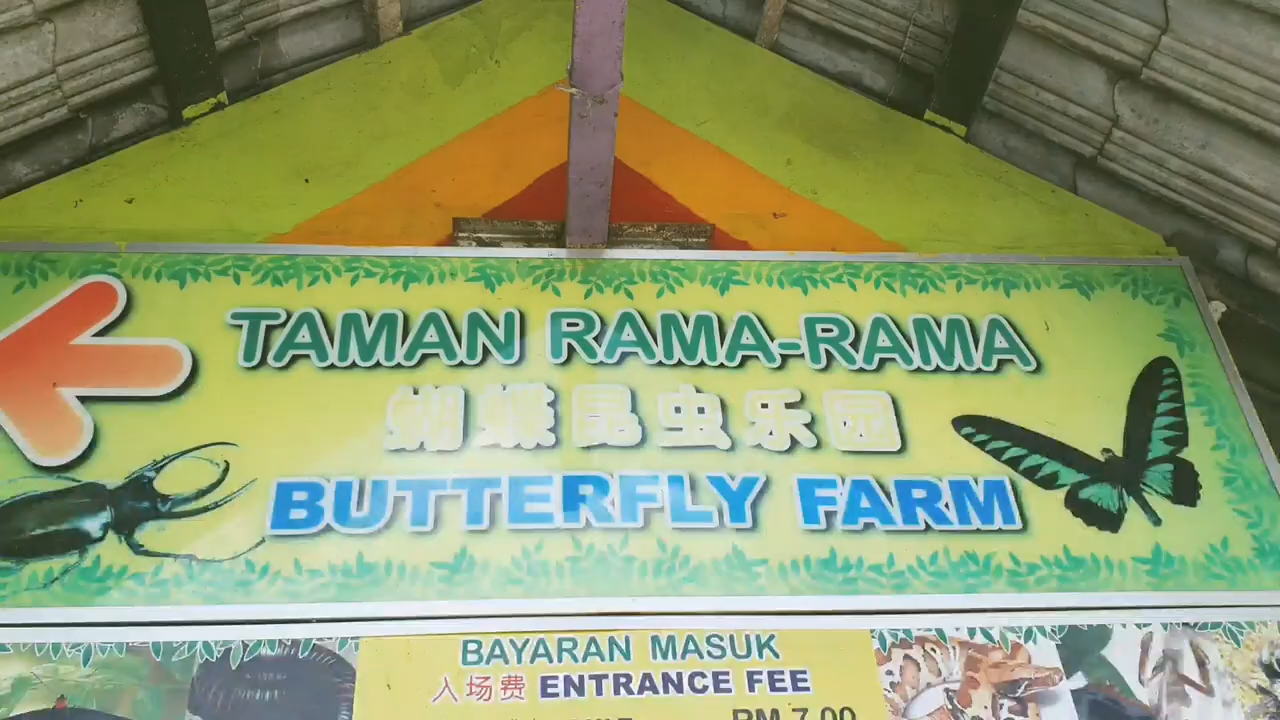 TAMAN RAMA-RAMA
蝴蝶昆虫乐园
BUTTERFLY FARM
BAYARAN MASUK
入场费 ENTRANCE FEE
RM 7.00